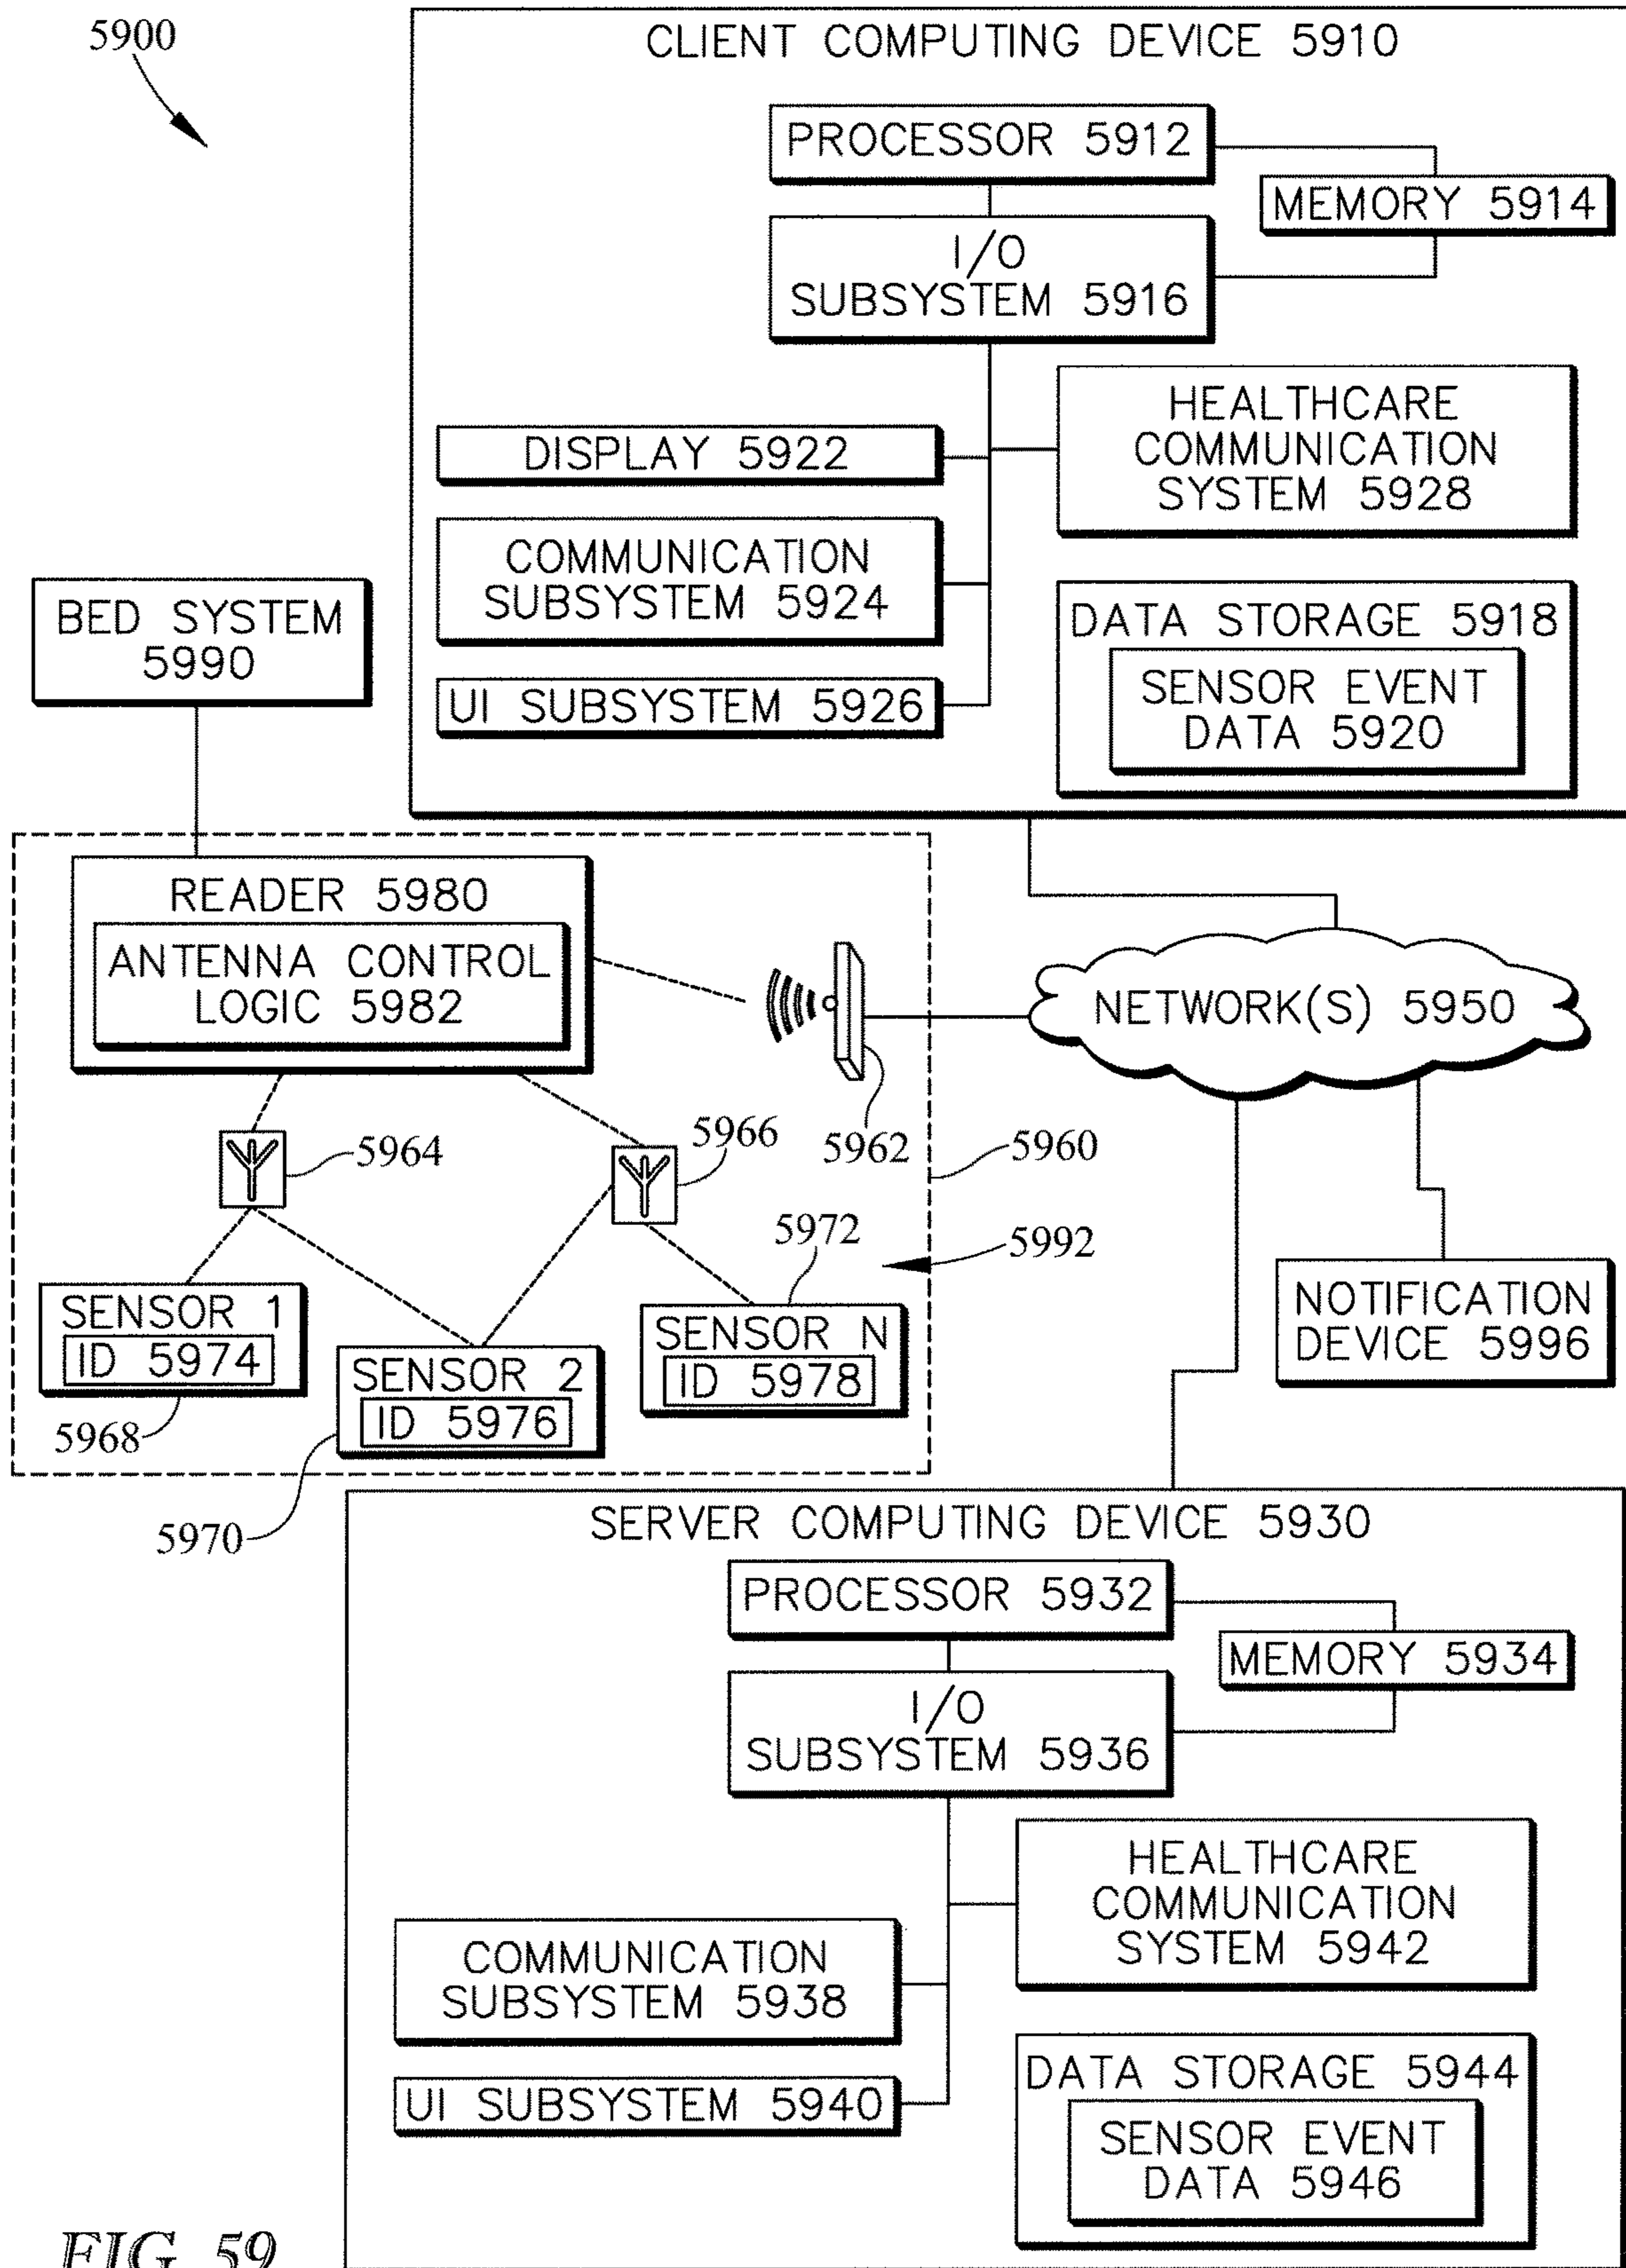 5900
CLIENT COMPUTING DEVICE 5910
PROCESSOR 5912
MEMORY 5914
I/O
SUBSYSTEM 5916
HEALTHCARE
COMMUNICATION
SYSTEM 5928
DISPLAY 5922
COMMUNICATION
SUBSYSTEM 5924
UI SUBSYSTEM 5926
DATA STORAGE 5918
SENSOR EVENT
DATA 5920
BED SYSTEM
5990
READER 5980
ANTENNA CONTROL
LOGIC 5982
NETWORK(S) 5950
5962
5964
5966
5960
5972
5992
SENSOR 1
ID 5974
5968
SENSOR 2
ID 5976
5970
SENSOR N
ID 5978
NOTIFICATION
DEVICE 5996
SERVER COMPUTING DEVICE 5930
PROCESSOR 5932
MEMORY 5934
I/O
SUBSYSTEM 5936
HEALTHCARE
COMMUNICATION
SYSTEM 5942
COMMUNICATION
SUBSYSTEM 5938
UI SUBSYSTEM 5940
DATA STORAGE 5944
SENSOR EVENT
DATA 5946
FIG. 59